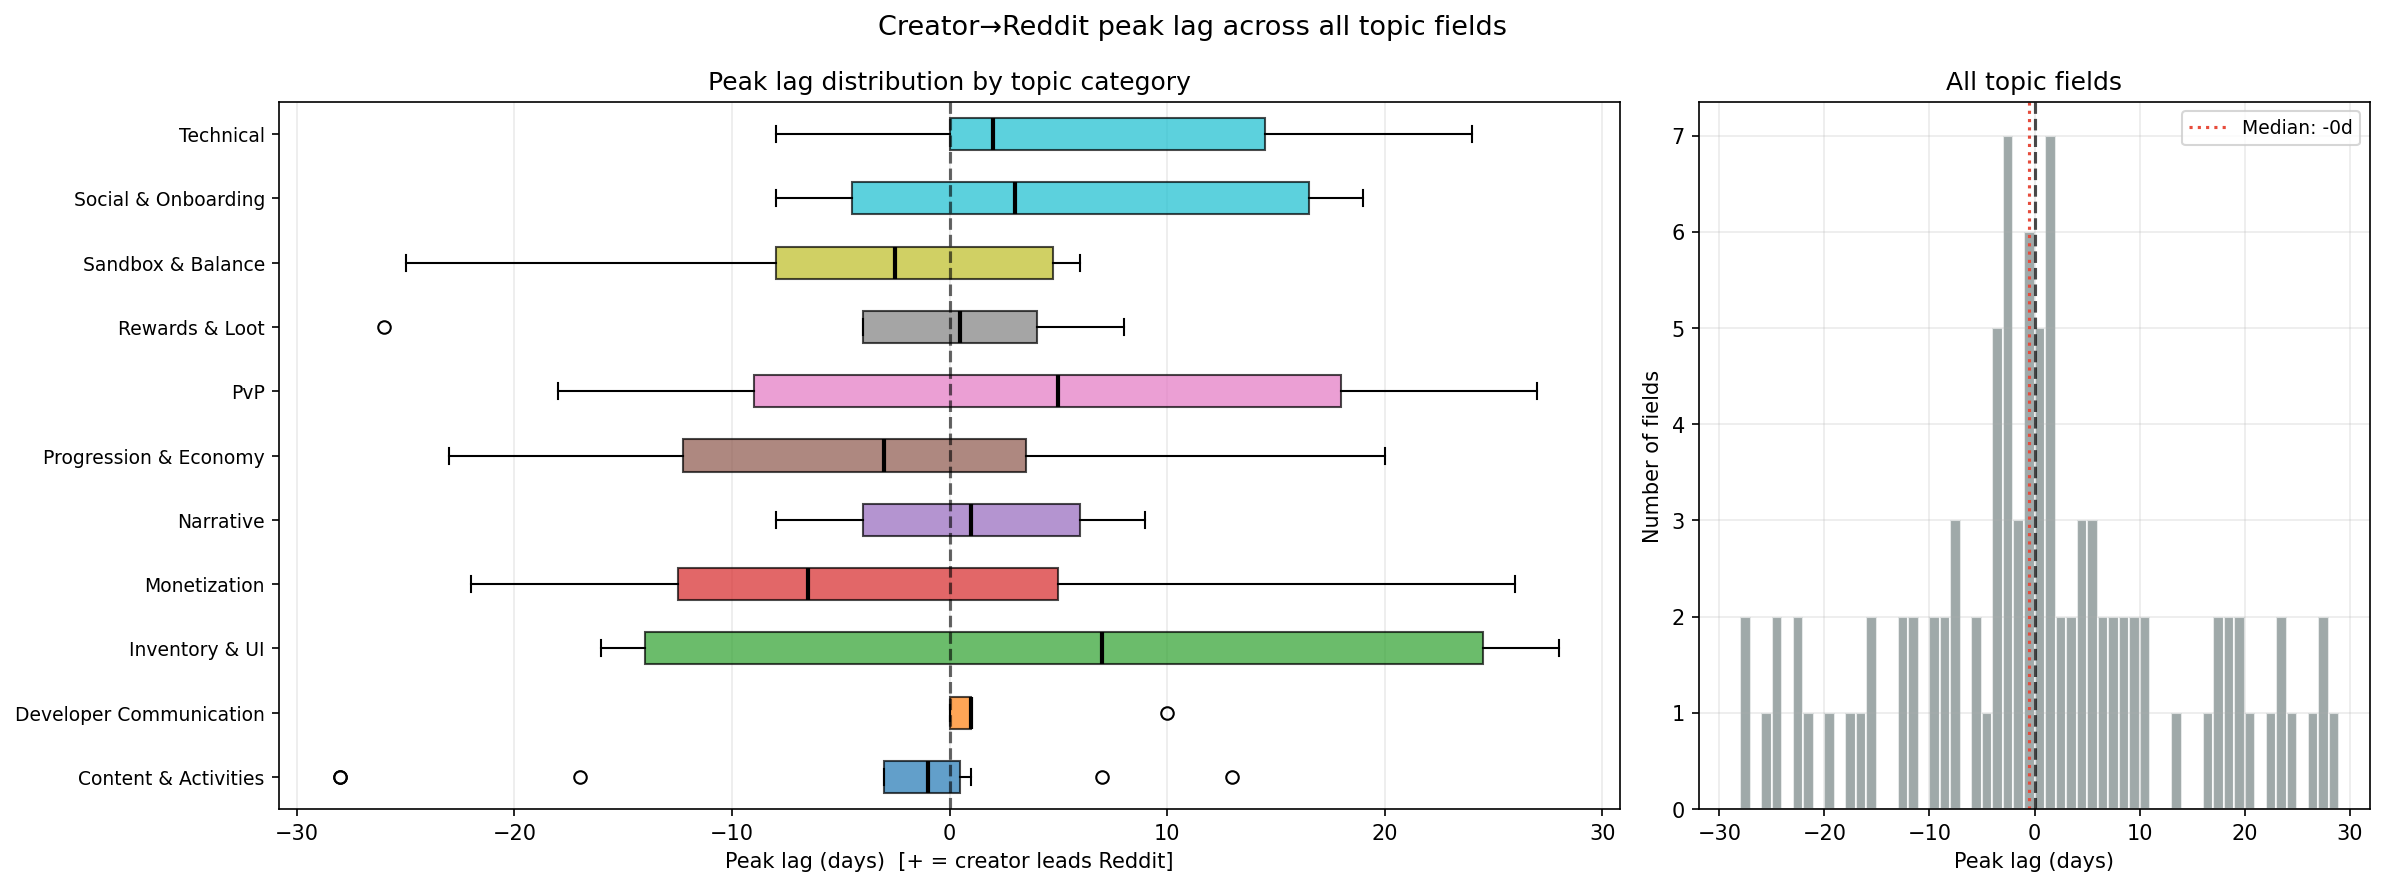 Creator→Reddit peak lag across all topic fields
Peak lag distribution by topic category
Technical
Social & Onboarding
Sandbox & Balance
Rewards & Loot
PvP
Progression & Economy
Narrative
Monetization
Inventory & UI
Developer Communication
Content & Activities
−30 −20 −10 0 10 20 30
Peak lag (days)  [+ = creator leads Reddit]
All topic fields
Median: -0d
Number of fields
7
6
5
4
3
2
1
0
−30 −20 −10 0 10 20 30
Peak lag (days)